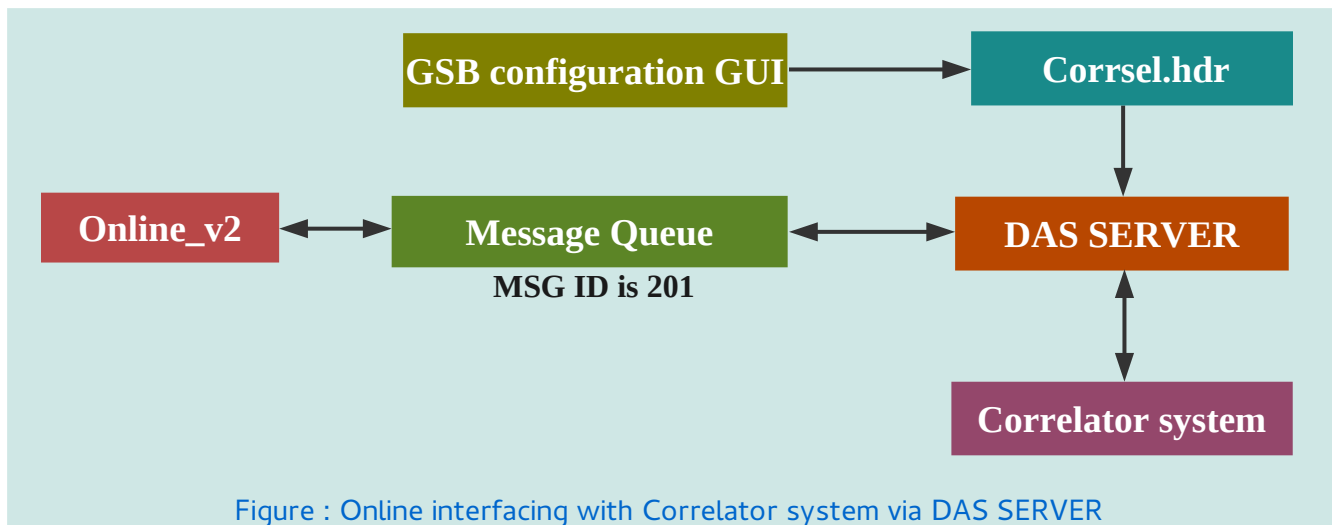 GSB configuration GUI
Corrsel.hdr
Online_v2
Message Queue
DAS SERVER
MSG ID is 201
Correlator system
Figure : Online interfacing with Correlator system via DAS SERVER